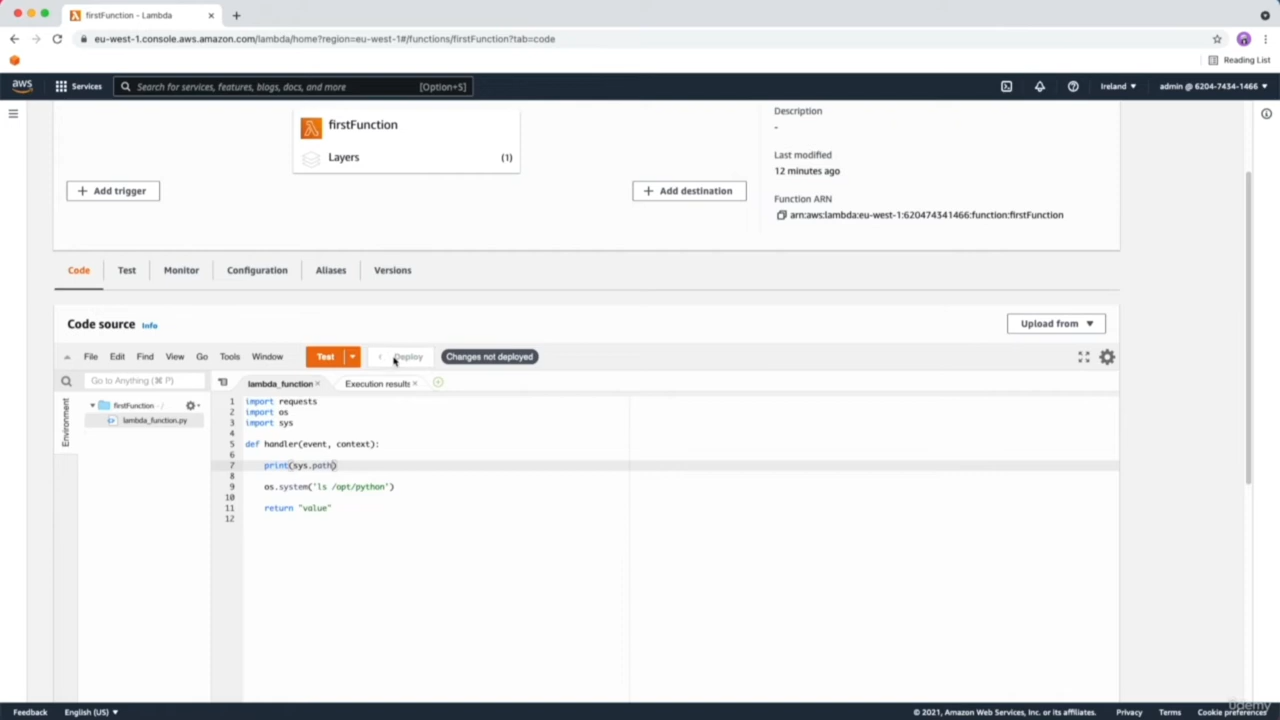 firstFunction - Lambda
eu-west-1.console.aws.amazon.com/lambda/home?region=eu-west-1#/functions/firstFunction?tab=code
Reading List
aws Services Search for services, features, blogs, docs, and more [Option+S] Ireland ▼ admin @ 6204-7434-1466 ▼
firstFunction
Layers (1)
+ Add trigger
+ Add destination
Description
-
Last modified
12 minutes ago
Function ARN
arn:aws:lambda:eu-west-1:620474341466:function:firstFunction
Code Test Monitor Configuration Aliases Versions
Code source Info
Upload from ▼
File Edit Find View Go Tools Window Test Deploy Changes not deployed
Go to Anything (⌘ P)
lambda_function × Execution results ×
Environment
firstFunction - /
lambda_function.py
1 import requests
2 import os
3 import sys
4
5 def handler(event, context):
6
7 print(sys.path)
8
9 os.system('ls /opt/python')
10
11 return "value"
12
Feedback English (US) ▼ © 2021, Amazon Web Services, Inc. or its affiliates. Privacy Terms Cookie preferences
udemy